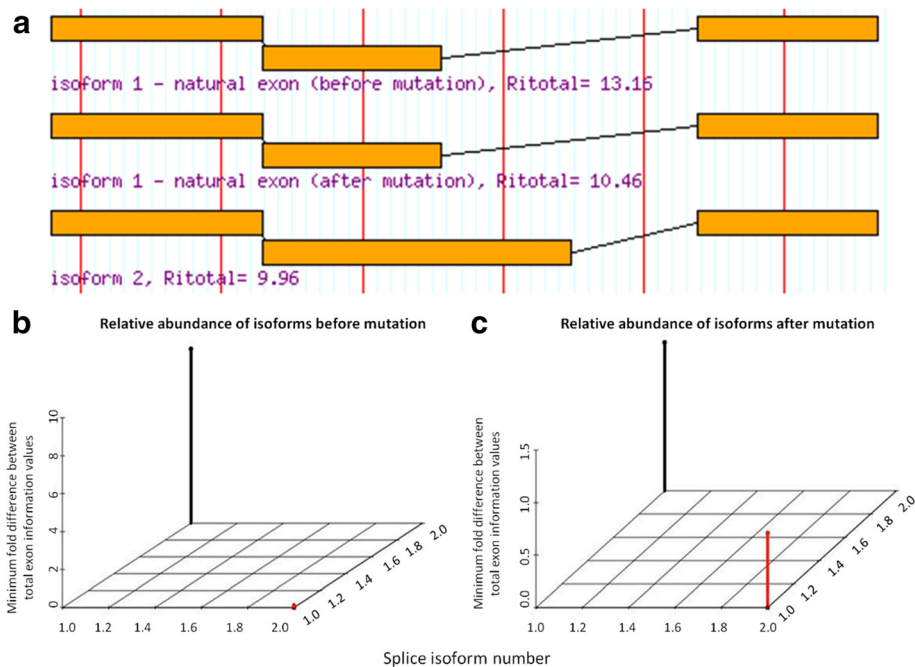 a
isoform 1 - natural exon (before mutation), Ritotal= 13.16
isoform 1 - natural exon (after mutation), Ritotal= 10.46
isoform 2, Ritotal= 9.96
b
Relative abundance of isoforms before mutation
Minimum fold difference between
total exon information values
10
8
6
4
2
0
1.0 1.2 1.4 1.6 1.8 2.0
1.0 1.2 1.4 1.6 1.8 2.0
c
Relative abundance of isoforms after mutation
Minimum fold difference between
total exon information values
1.5
1.0
0.5
0.0
1.0 1.2 1.4 1.6 1.8 2.0
1.0 1.2 1.4 1.6 1.8 2.0
Splice isoform number